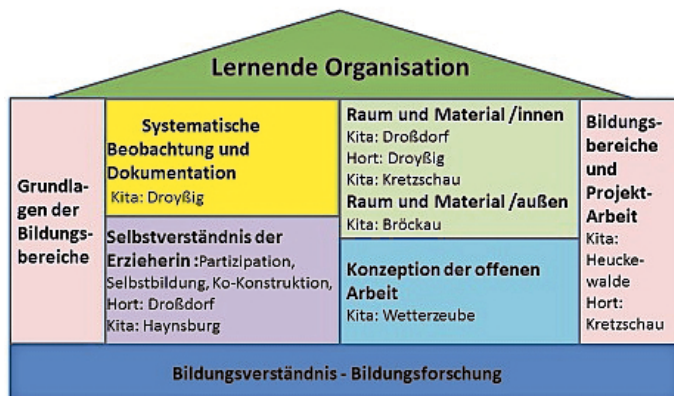 Lernende Organisation
Grundla-
gen der
Bildungs-
bereiche
Systematische
Beobachtung und
Dokumentation
Kita: Droyßig
Selbstverständnis der
Erzieherin :Partizipation,
Selbstbildung, Ko-Konstruktion,
Hort: Droßdorf
Kita: Haynsburg
Raum und Material /innen
Kita: Droßdorf
Hort: Droyßig
Kita: Kretzschau
Raum und Material /außen
Kita: Bröckau
Konzeption der offenen
Arbeit
Kita: Wetterzeube
Bildungs-
bereiche
und
Projekt-
Arbeit
Kita:
Heucke-
walde
Hort:
Kretzschau
Bildungsverständnis - Bildungsforschung